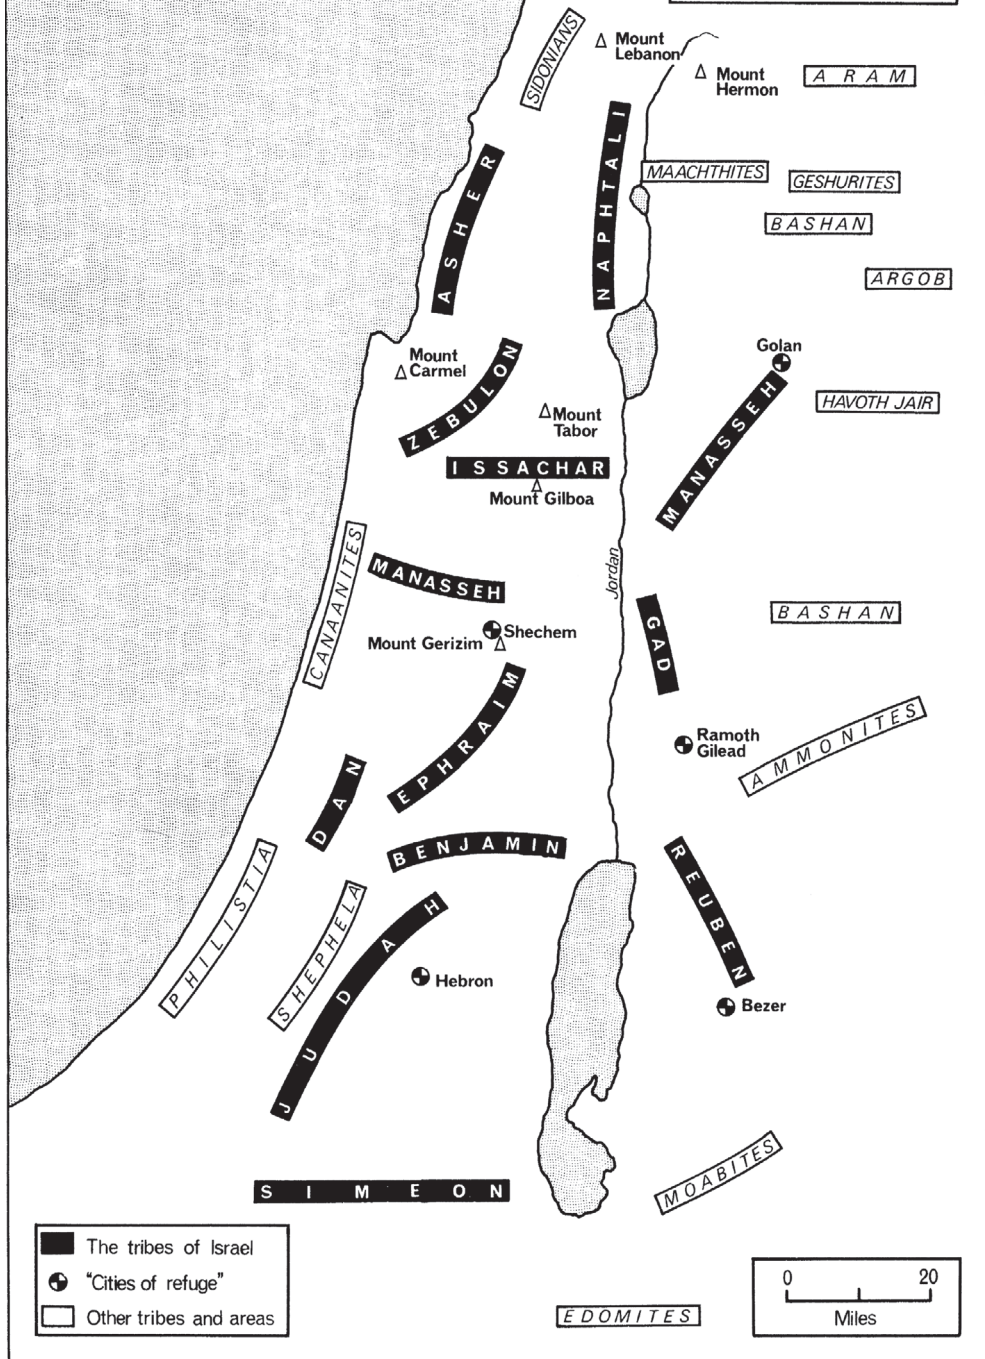 SIDONIANS
Mount
Lebanon
Mount
Hermon
ARAM
NAPHTALI
ASHER
MAACHTHITES
GESHURITES
BASHAN
ARGOB
Golan
Mount
Carmel
ZEBULON
MANASSEH
HAVOTH JAIR
Mount
Tabor
ISSACHAR
Mount Gilboa
CANAANITES
MANASSEH
Jordan
GAD
BASHAN
Shechem
Mount Gerizim
EPHRAIM
Ramoth
Gilead
AMMONITES
DAN
BENJAMIN
REUBEN
PHILISTIA
SHEPHELA
JUDAH
Hebron
Bezer
MOABITES
SIMEON
The tribes of Israel
"Cities of refuge"
Other tribes and areas
0 20
Miles
EDOMITES